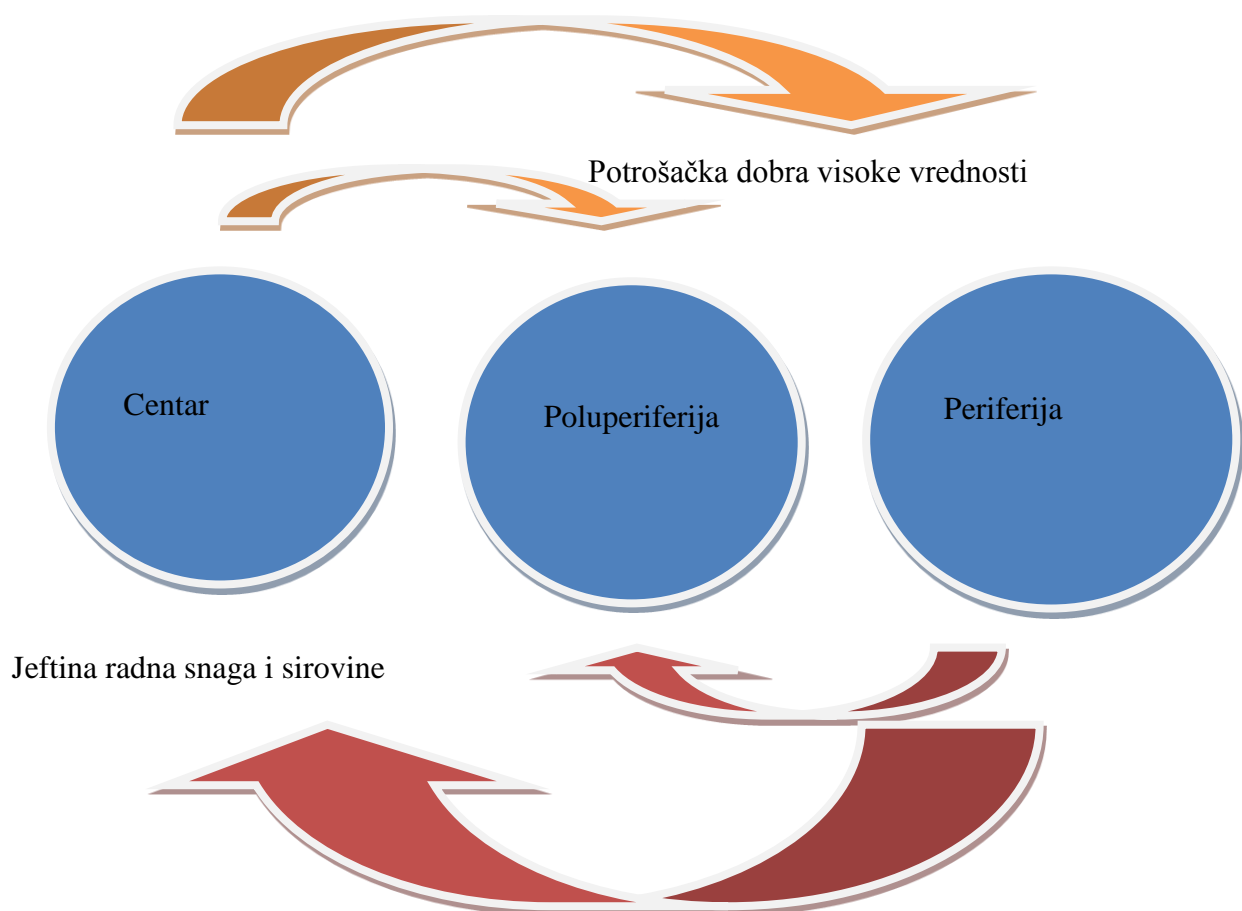 Potrošačka dobra visoke vrednosti
Centar
Poluperiferija
Periferija
Jeftina radna snaga i sirovine